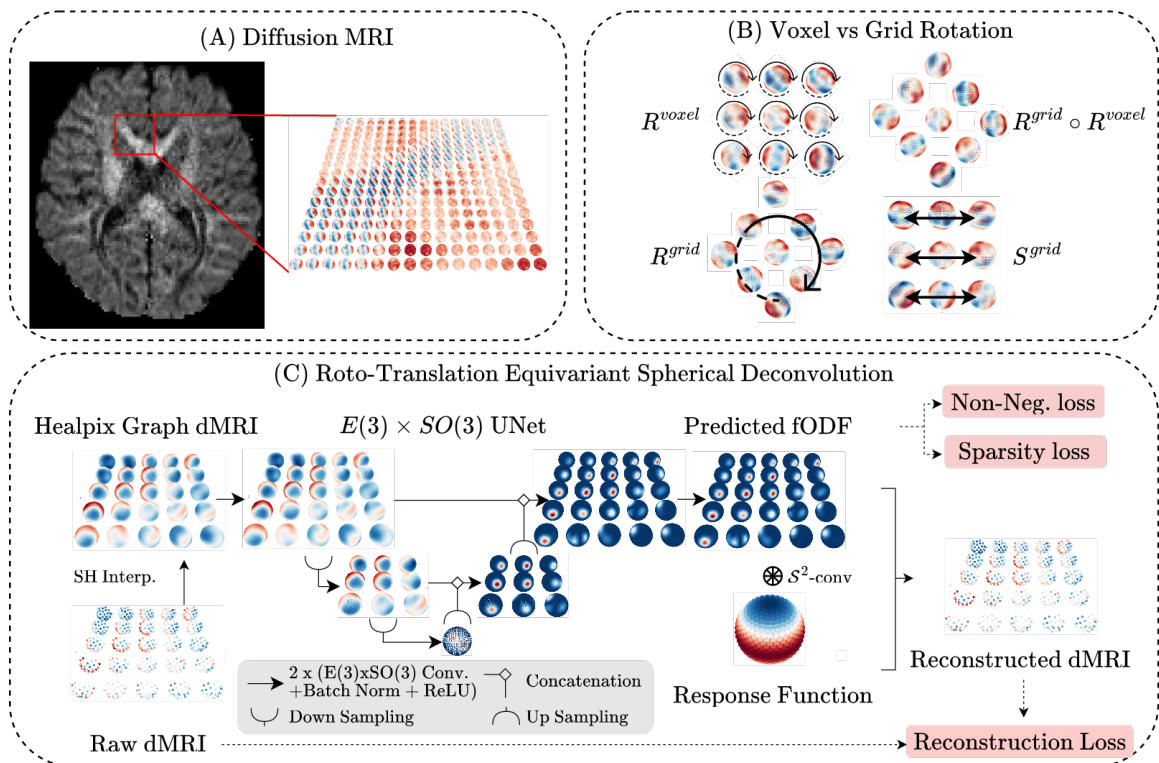 (A) Diffusion MRI
(B) Voxel vs Grid Rotation
R^{voxel}
R^{grid} ∘ R^{voxel}
R^{grid}
S^{grid}
(C) Roto-Translation Equivariant Spherical Deconvolution
Healpix Graph dMRI
E(3) × SO(3) UNet
Predicted fODF
Non-Neg. loss
Sparsity loss
SH Interp.
⊛ S²-conv
2 x (E(3)xSO(3) Conv.
+Batch Norm + ReLU)
Concatenation
Down Sampling
Up Sampling
Response Function
Reconstructed dMRI
Raw dMRI
Reconstruction Loss